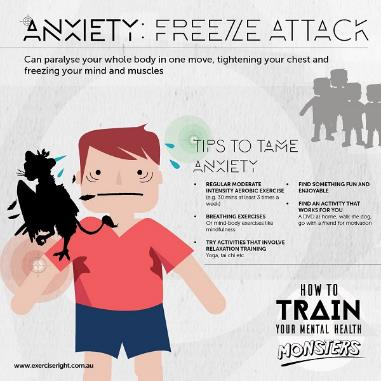 ANXIETY: FREEZE ATTACK
Can paralyse your whole body in one move, tightening your chest and
freezing your mind and muscles
TIPS TO TAME
ANXIETY
• REGULAR MODERATE
INTENSITY AEROBIC EXERCISE
(e.g. 30 mins at least 3 times a
week)
• BREATHING EXERCISES
Or mind-body exercises like
mindfulness
• TRY ACTIVITIES THAT INVOLVE
RELAXATION TRAINING
Yoga, tai chi etc
• FIND SOMETHING FUN AND
ENJOYABLE
• FIND AN ACTIVITY THAT
WORKS FOR YOU
A DVD at home, walk the dog,
go with a friend for motivation
HOW TO
TRAIN
YOUR MENTAL HEALTH
MONSTERS
www.exerciseright.com.au